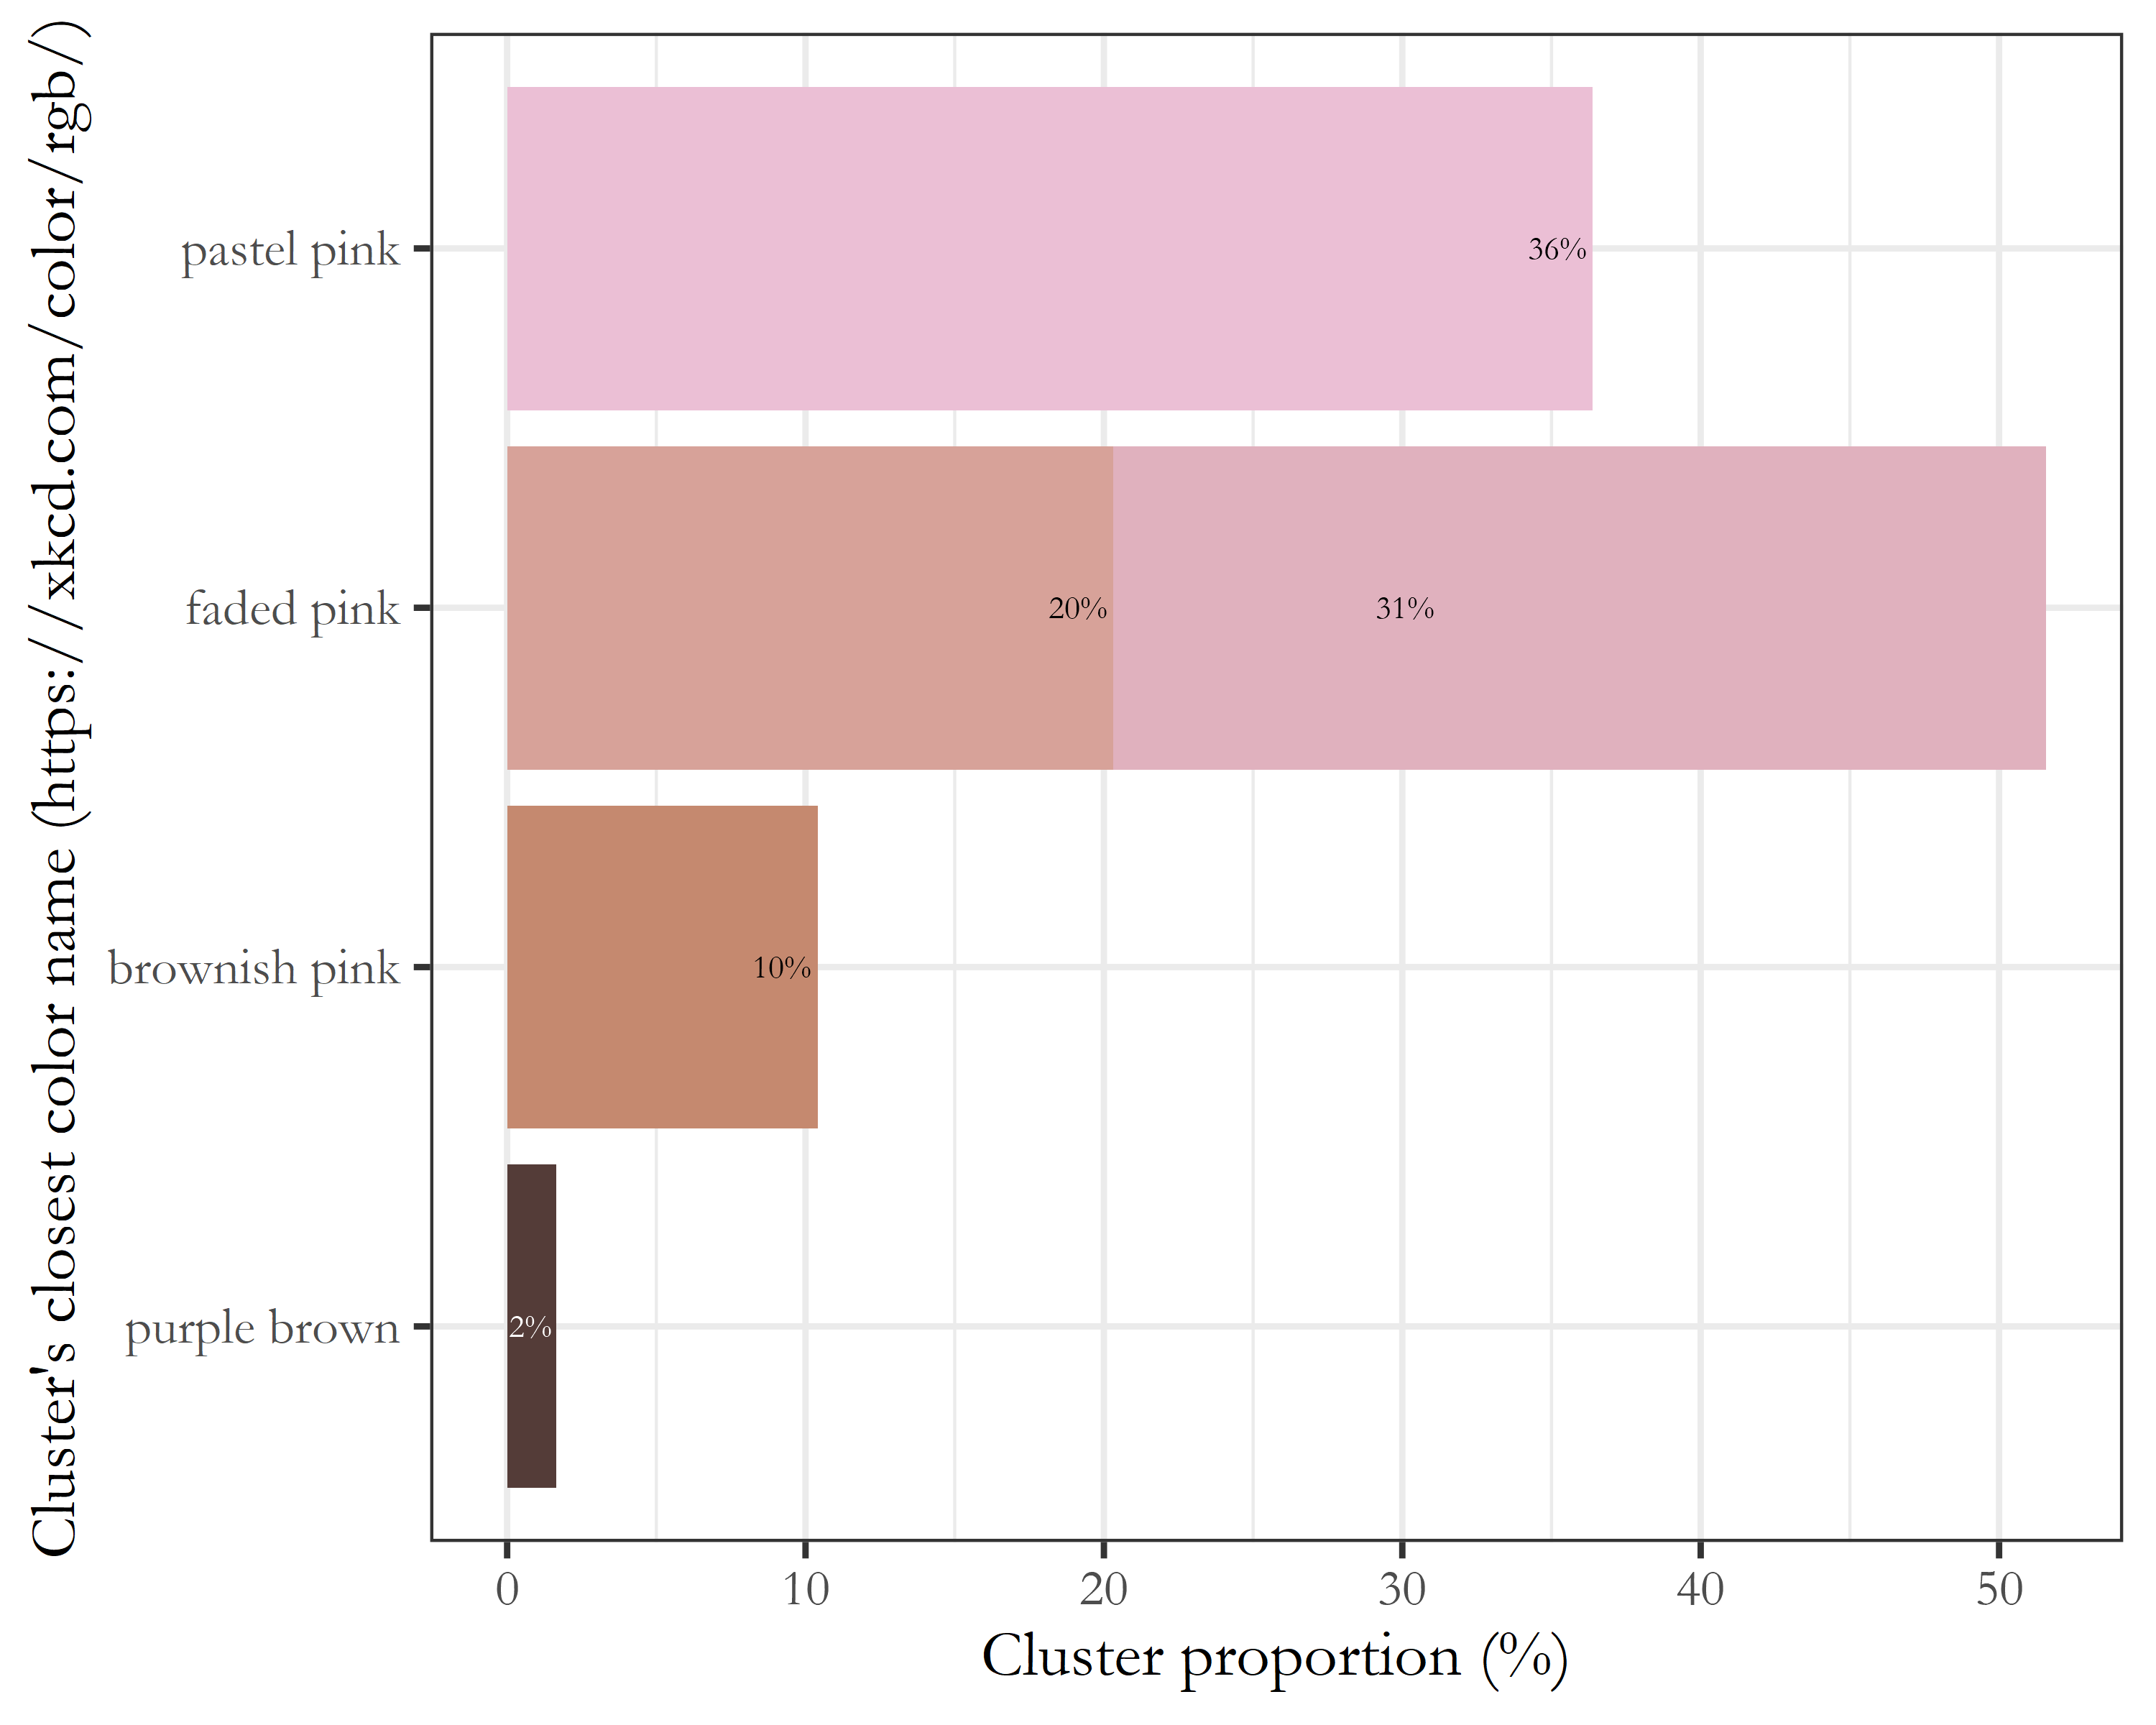 Cluster's closest color name (https://xkcd.com/color/rgb/)
pastel pink
36%
faded pink
20%
31%
brownish pink
10%
purple brown
2%
0 10 20 30 40 50
Cluster proportion (%)